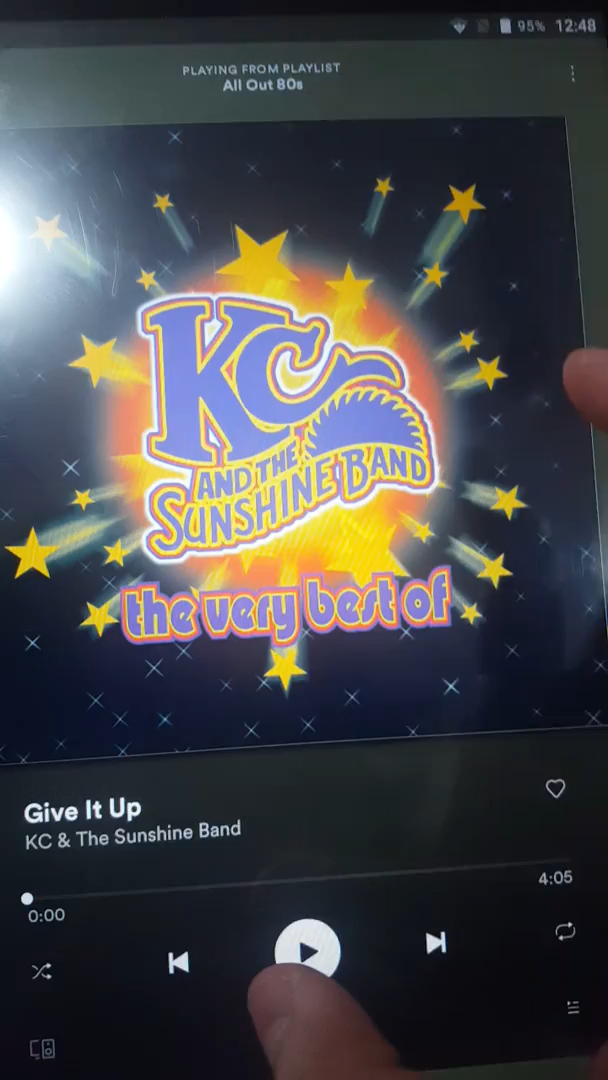 95% 12:48
PLAYING FROM PLAYLIST
All Out 80s
KC
AND THE
SUNSHINE BAND
the very best of
Give It Up
KC & The Sunshine Band
0:00 4:05